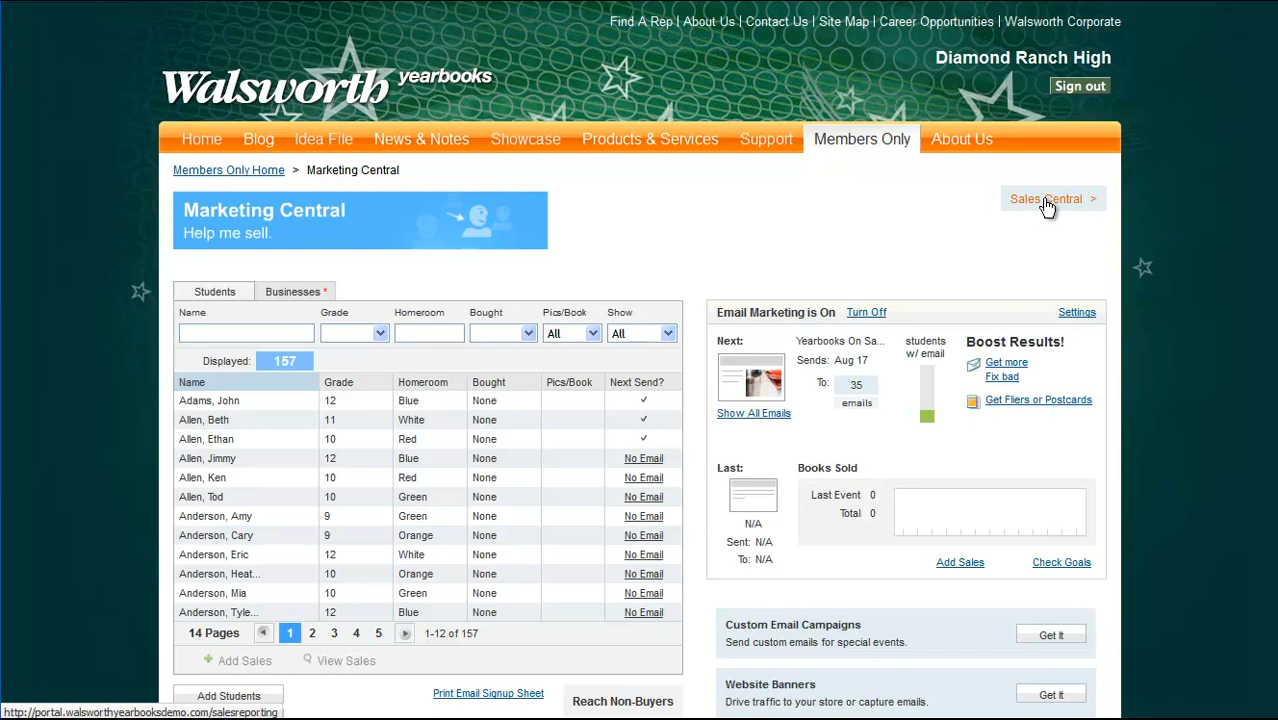 Find A Rep | About Us | Contact Us | Site Map | Career Opportunities | Walsworth Corporate
Walsworth yearbooks
Diamond Ranch High
Sign out
Home Blog Idea File News & Notes Showcase Products & Services Support Members Only About Us
Members Only Home > Marketing Central
Marketing Central
Help me sell.
Sales Central >
Students Businesses *
Name Grade Homeroom Bought Pics/Book Show
All All
Displayed: 157
Name Grade Homeroom Bought Pics/Book Next Send?
Adams, John 12 Blue None ✓
Allen, Beth 11 White None ✓
Allen, Ethan 10 Red None ✓
Allen, Jimmy 12 Blue None No Email
Allen, Ken 10 Red None No Email
Allen, Tod 10 Green None No Email
Anderson, Amy 9 Green None No Email
Anderson, Cary 9 Orange None No Email
Anderson, Eric 12 White None No Email
Anderson, Heat... 10 Orange None No Email
Anderson, Mia 10 Green None No Email
Anderson, Tyle... 12 Blue None No Email
14 Pages 1 2 3 4 5 1-12 of 157
Add Sales View Sales
Add Students
Print Email Signup Sheet
Reach Non-Buyers
Email Marketing is On Turn Off Settings
Next:
Yearbooks On Sa...
Sends: Aug 17
To: 35
emails
Show All Emails
students
w/ email
Boost Results!
Get more
Fix bad
Get Fliers or Postcards
Last:
N/A
Sent: N/A
To: N/A
Books Sold
Last Event 0
Total 0
Add Sales Check Goals
Custom Email Campaigns
Send custom emails for special events.
Get It
Website Banners
Drive traffic to your store or capture emails.
Get It
http://portal.walsworthyearbooksdemo.com/salesreporting